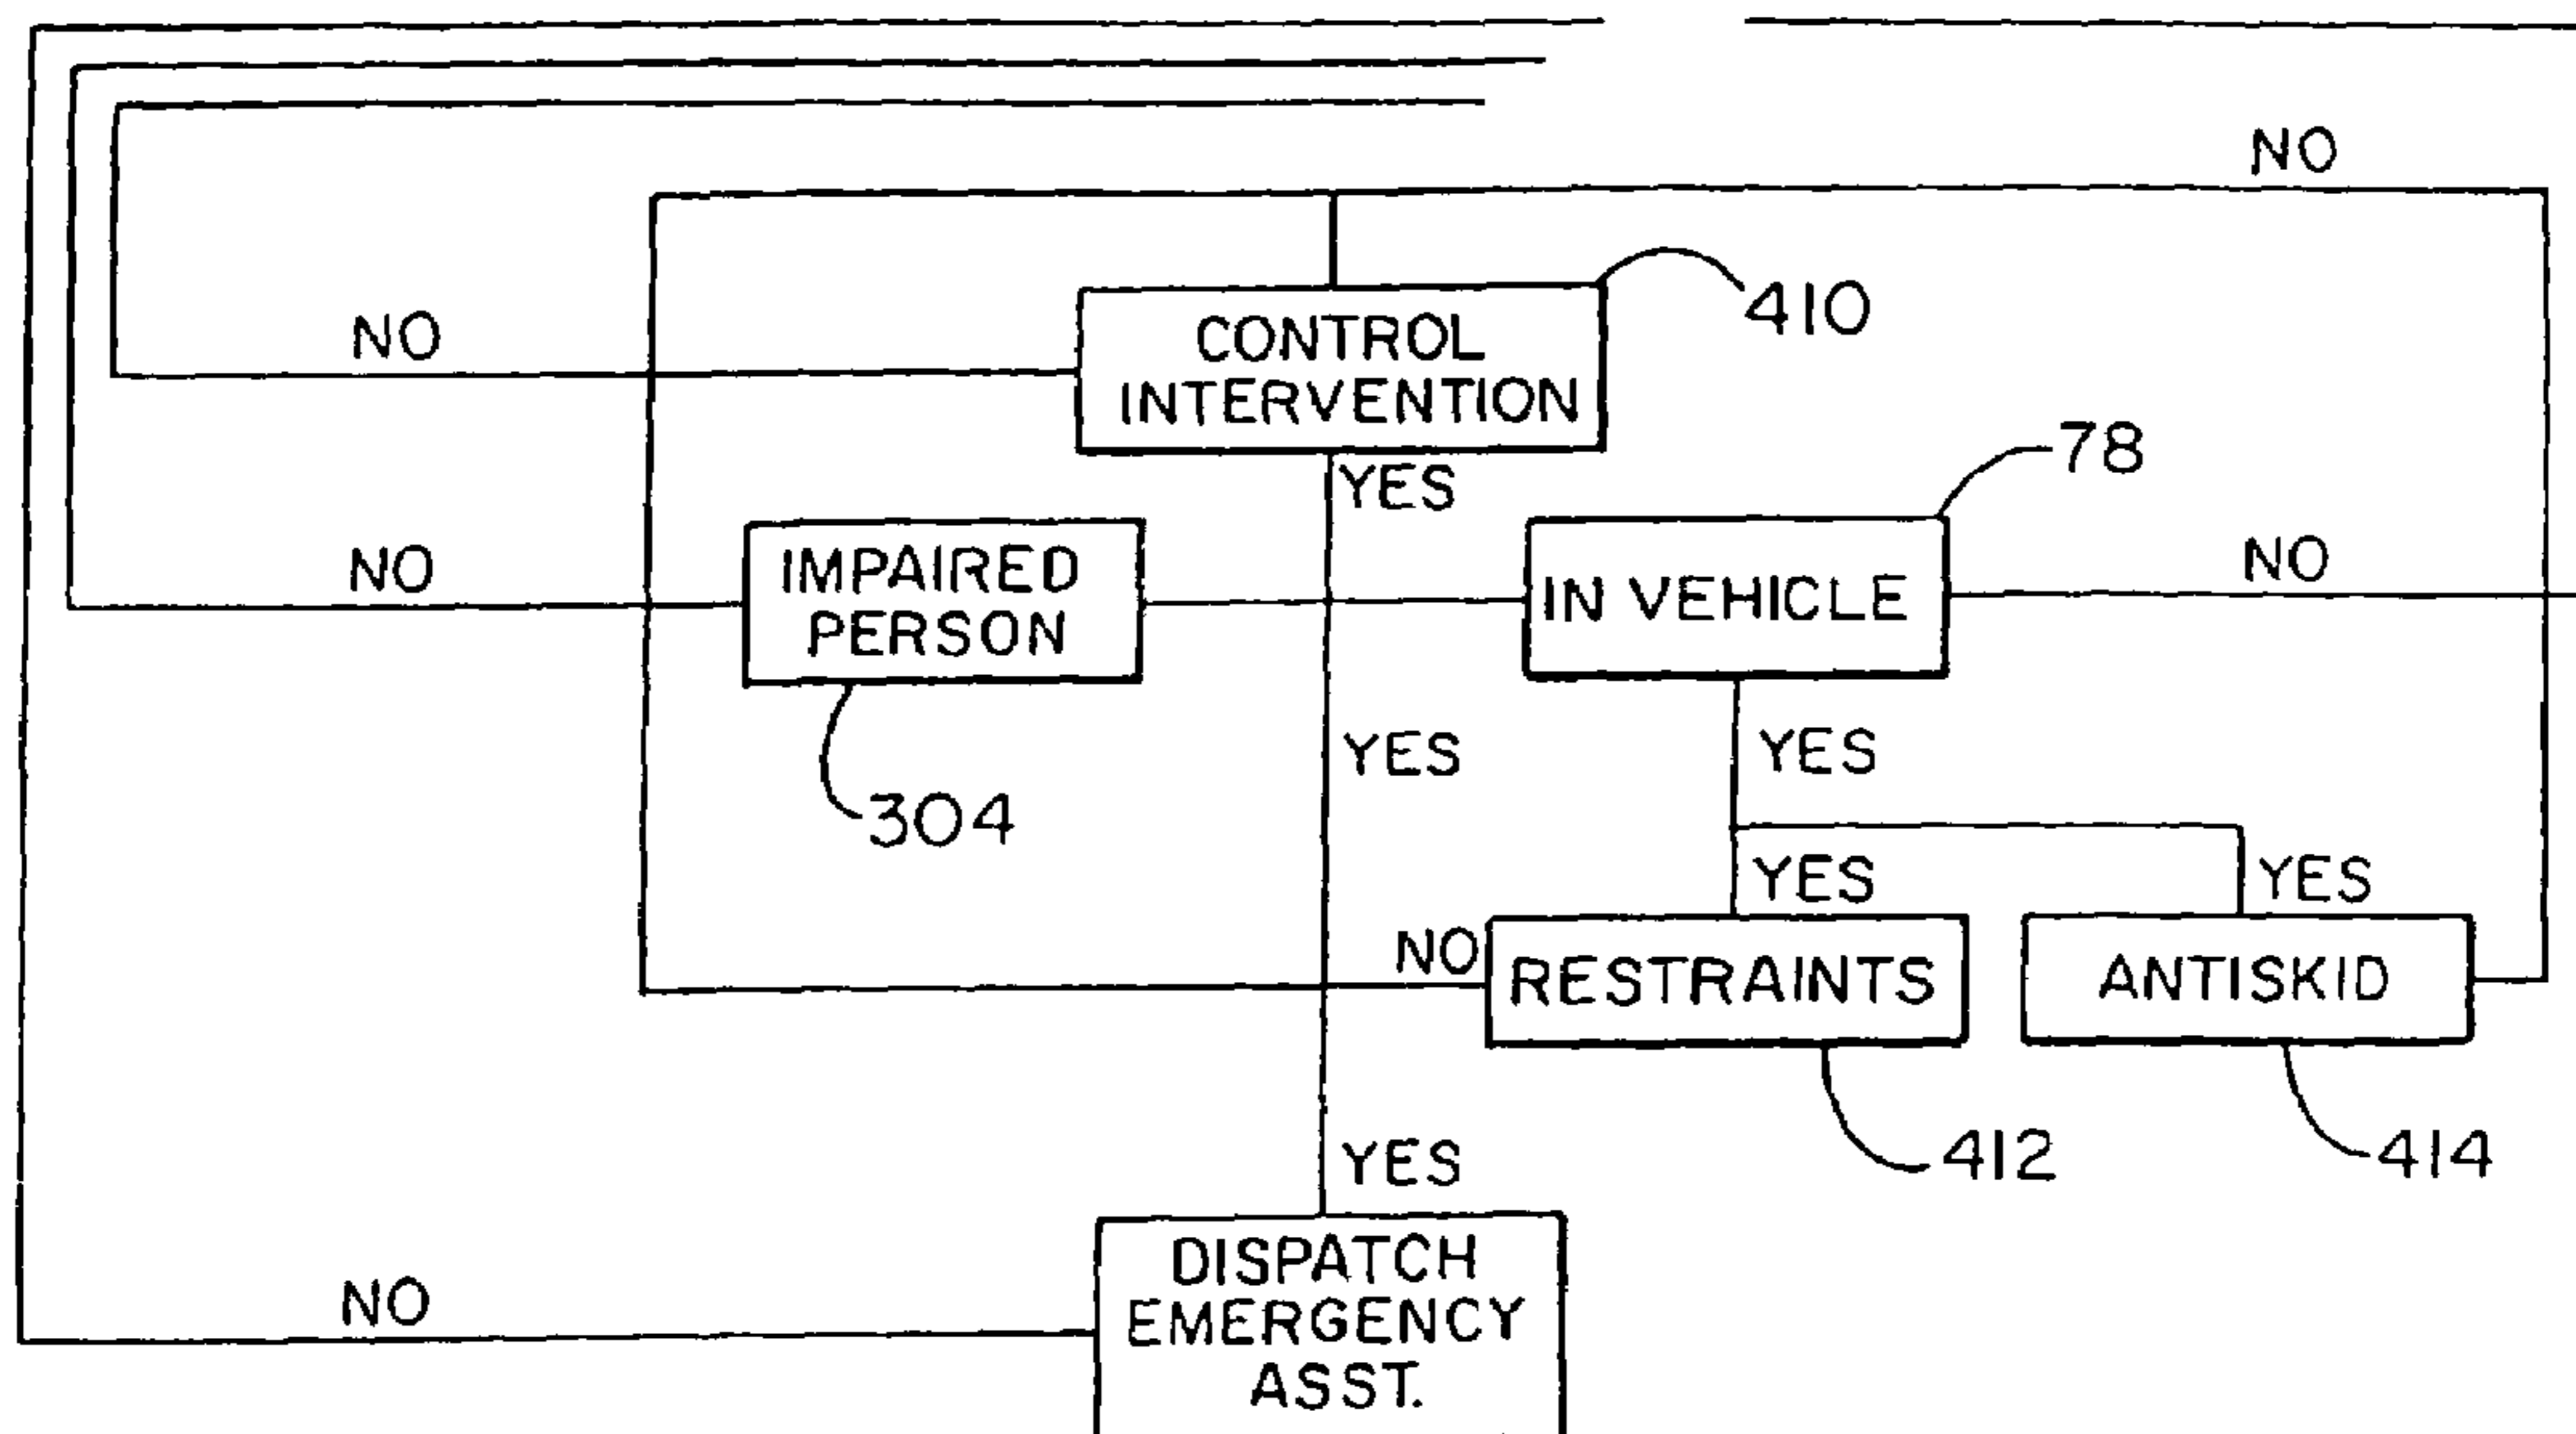 NO
NO
CONTROL
INTERVENTION
410
YES
78
NO
IMPAIRED
PERSON
IN VEHICLE
NO
304
YES
YES
YES
YES
NO
RESTRAINTS
ANTISKID
412
414
YES
NO
DISPATCH
EMERGENCY
ASST.